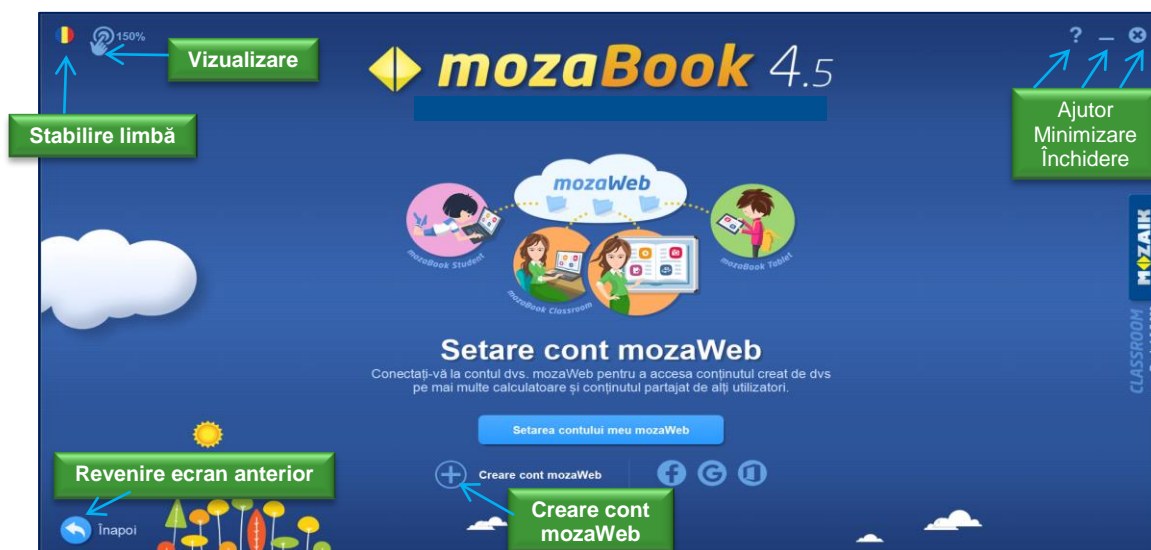 150%
Vizualizare
mozaBook 4.5
?
Stabilire limbă
Ajutor
Minimizare
Închidere
mozaWeb
mozaBook Student
mozaBook Tablet
mozaBook Classroom
MOZAIK
CLASSROOM
Setare cont mozaWeb
Conectați-vă la contul dvs. mozaWeb pentru a accesa conținutul creat de dvs
pe mai multe calculatoare și conținutul partajat de alți utilizatori.
Setarea contului meu mozaWeb
Revenire ecran anterior
Creare cont mozaWeb
Creare cont
mozaWeb
Înapoi